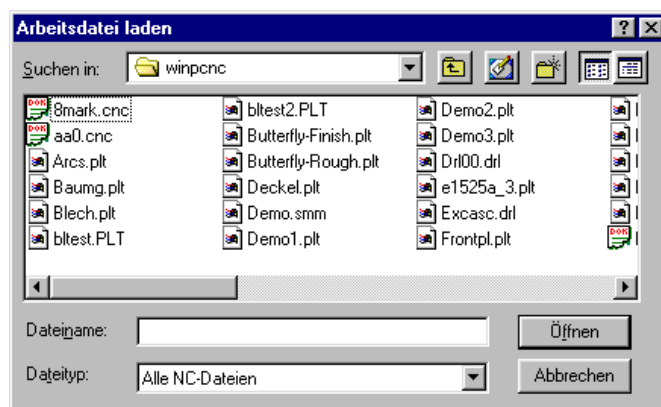 Arbeitsdatei laden
Suchen in: winpcnc
8mark.cnc bltest2.PLT Demo2.plt
aa0.cnc Butterfly-Finish.plt Demo3.plt
Arcs.plt Butterfly-Rough.plt Drl00.drl
Baumg.plt Deckel.plt e1525a_3.plt
Blech.plt Demo.smm Excasc.drl
bltest.PLT Demo1.plt Frontpl.plt
Dateiname: Öffnen
Dateityp: Alle NC-Dateien Abbrechen